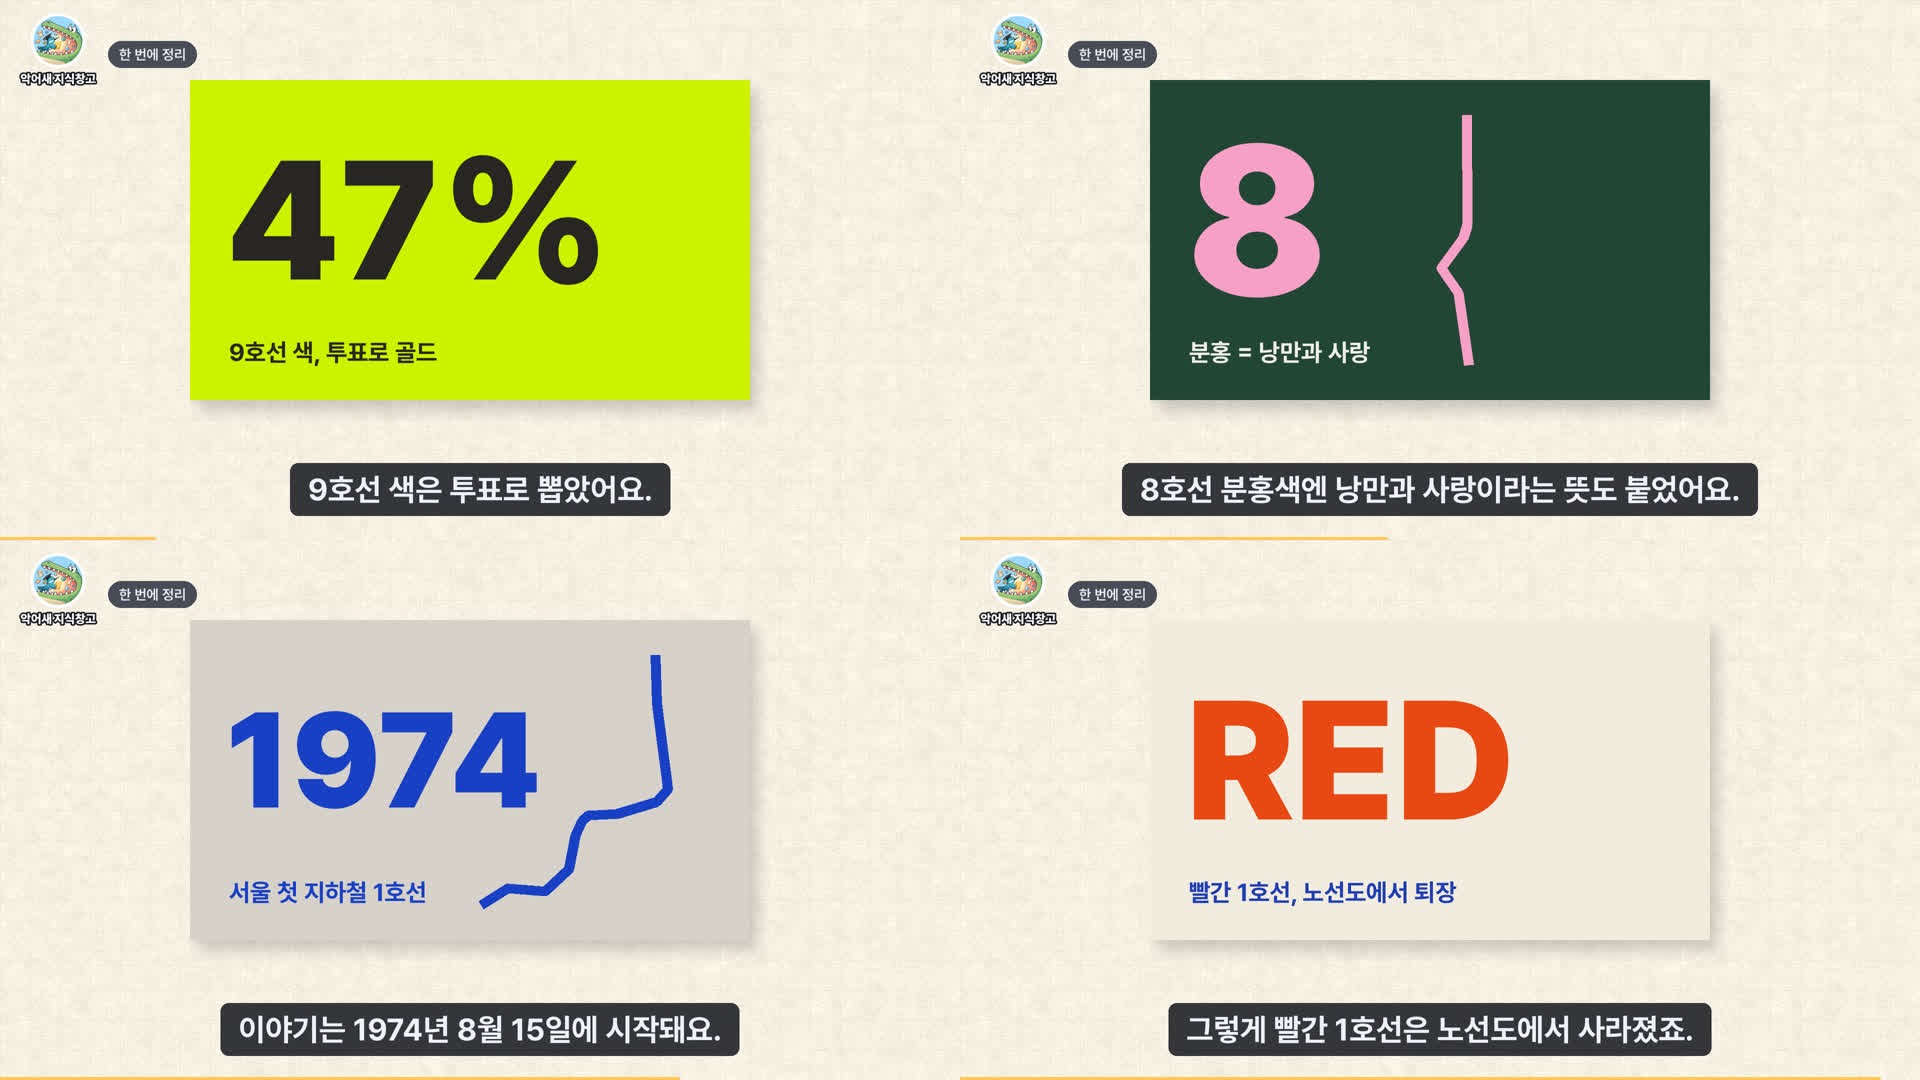 악어새 지식창고
한 번에 정리
47%
9호선 색, 투표로 골드
9호선 색은 투표로 뽑았어요.
악어새 지식창고
한 번에 정리
8
분홍 = 낭만과 사랑
8호선 분홍색엔 낭만과 사랑이라는 뜻도 붙었어요.
악어새 지식창고
한 번에 정리
1974
서울 첫 지하철 1호선
이야기는 1974년 8월 15일에 시작돼요.
악어새 지식창고
한 번에 정리
RED
빨간 1호선, 노선도에서 퇴장
그렇게 빨간 1호선은 노선도에서 사라졌죠.